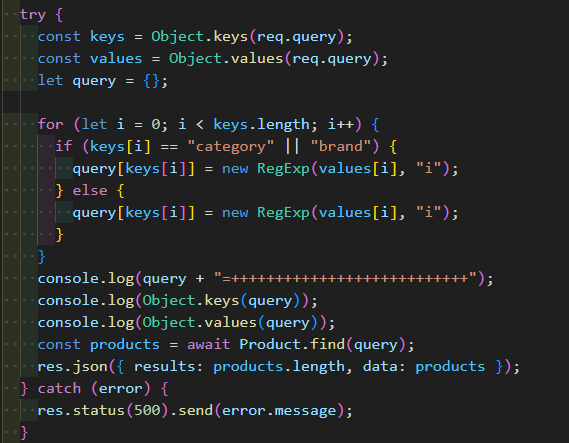 try {
const keys = Object.keys(req.query);
const values = Object.values(req.query);
let query = {};
for (let i = 0; i < keys.length; i++) {
if (keys[i] == "category" || "brand") {
query[keys[i]] = new RegExp(values[i], "i");
} else {
query[keys[i]] = new RegExp(values[i], "i");
}
}
console.log(query + "=+++++++++++++++++++++++++++");
console.log(Object.keys(query));
console.log(Object.values(query));
const products = await Product.find(query);
res.json({ results: products.length, data: products });
} catch (error) {
res.status(500).send(error.message);
}